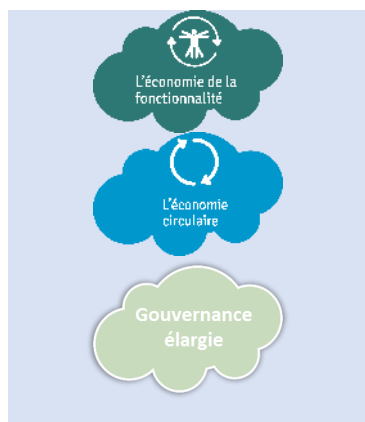 L'économie de la
fonctionnalité
L'économie
circulaire
Gouvernance
élargie